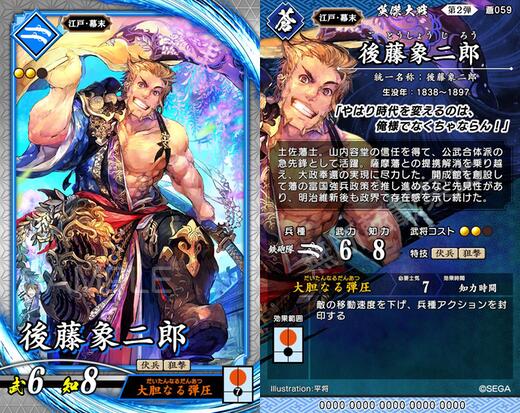 江戸・幕末
後藤象二郎
伏兵 狙撃
武6 知8
だいたんなるだんあつ
大胆なる弾圧
7
SAMPLE
蒼
江戸・幕末
英傑大戦 第2弾 蒼059
ごとうしょうじろう
後藤象二郎
統一名称:後藤象二郎
生没年:1838~1897
「やはり時代を変えるのは、
俺様でなくちゃならん!」
土佐藩士。山内容堂の信任を得て、公武合体派の
急先鋒として活躍。薩摩藩との提携解消を乗り越
え、大政奉還の実現に尽力した。開成館を創設し
て藩の富国強兵政策を推し進めるなど先見性があ
り、明治維新後も政界で存在感を示し続けた。
兵種 武力 知力 武将コスト
鉄砲隊 6 8 特技 伏兵 狙撃
だいたんなるだんあつ 必要士気 効果時間
大胆なる弾圧 7 知力時間
効果範囲
敵の移動速度を下げ、兵種アクションを封
印する
Illustration:平将 ©SEGA
0000 0000 0000 0000 0000